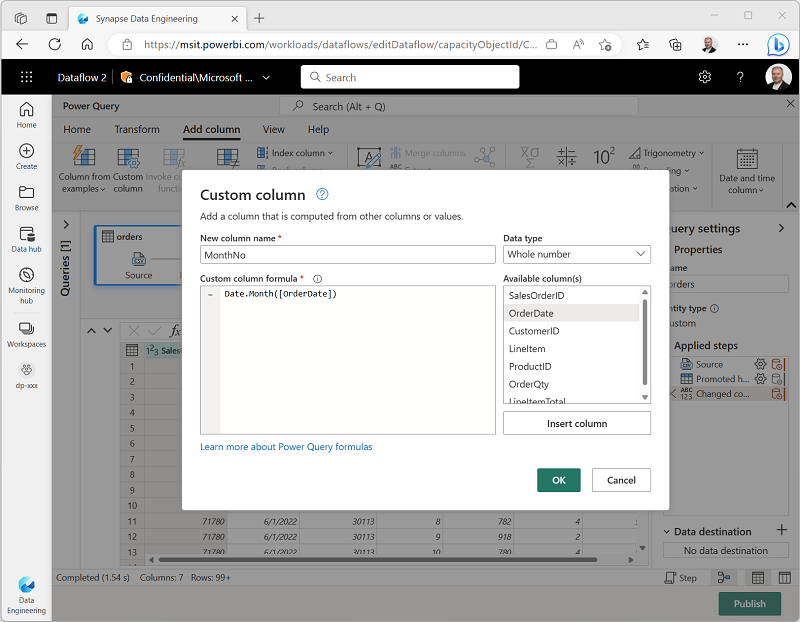 Synapse Data Engineering
https://msit.powerbi.com/workloads/dataflows/editDataflow/capacityObjectId/C...
Dataflow 2
Confidential\Microsoft ...
Search
Power Query
Search (Alt + Q)
Home
Transform
Add column
View
Help
Home
Create
Browse
Data hub
Monitoring
hub
Workspaces
dp-xxx
Data
Engineering
Column from
examples
Custom
column
Invoke cu
functi
Index column
Merge columns
ABC
Trigonometry
Date and time
column
Queries [1]
orders
Source
fx
Sales
1
2
3
4
5
6
7
8
9
10
11 71780 6/1/2022 30113 8 782 4
12 71780 6/1/2022 30113 9 918 2
13 71780 6/1/2022 30113 10 780 4
Custom column
Add a column that is computed from other columns or values.
New column name *
MonthNo
Data type
Whole number
Custom column formula *
= Date.Month([OrderDate])
Available column(s)
SalesOrderID
OrderDate
CustomerID
LineItem
ProductID
OrderQty
LineItemTotal
Insert column
Learn more about Power Query formulas
OK
Cancel
uery settings
Properties
ame
orders
ntity type
ustom
Applied steps
Source
Promoted h...
Changed co...
Data destination
No data destination
Completed (1.54 s) Columns: 7 Rows: 99+
Step
Publish